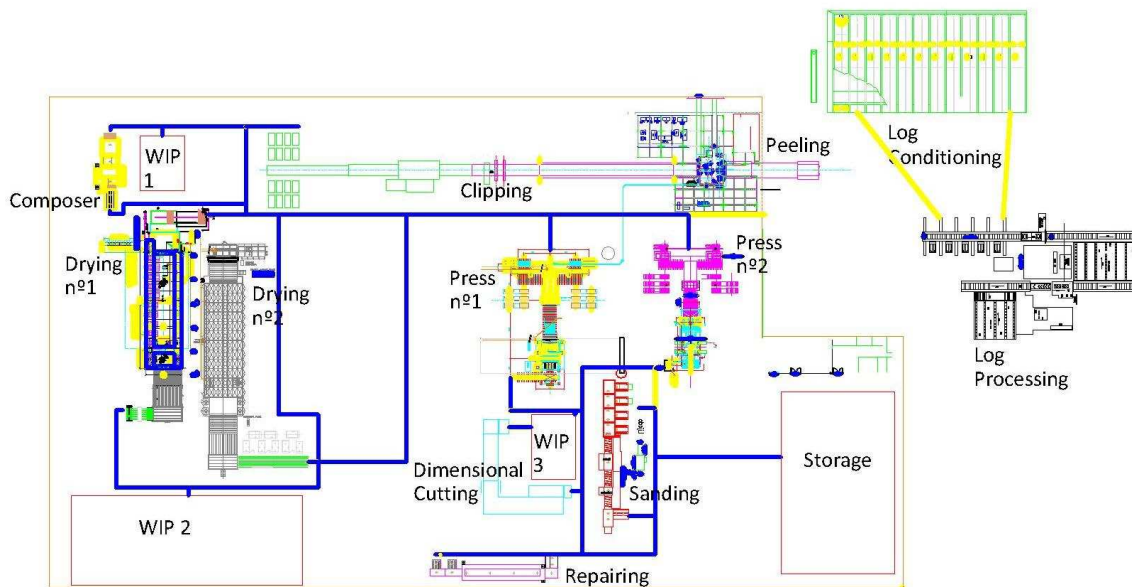 Log
Conditioning
WIP
1
Peeling
Clipping
Composer
Drying
nº1
Drying
nº2
Press
nº1
Press
nº2
Log
Processing
WIP
3
Dimensional
Cutting
Sanding
Storage
WIP 2
Repairing